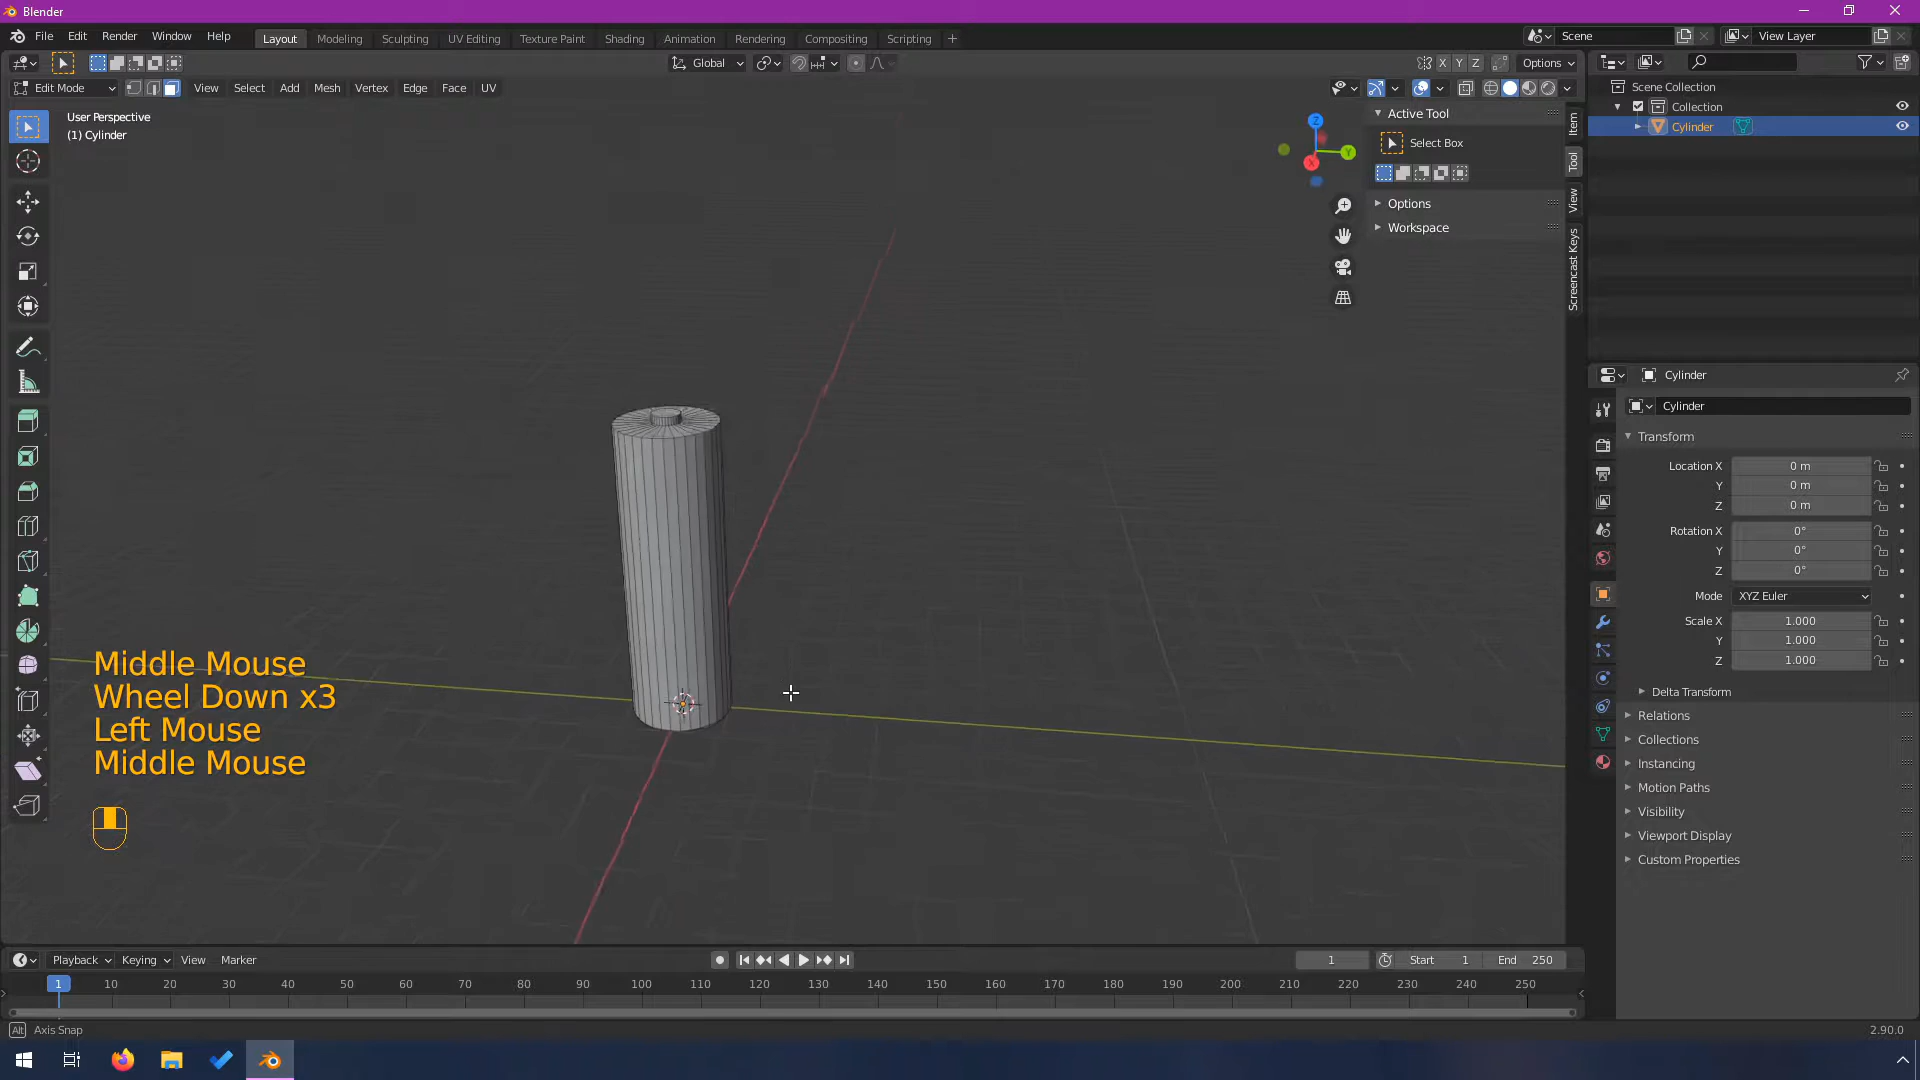 Blender
File Edit Render Window Help
Layout Modeling Sculpting UV Editing Texture Paint Shading Animation Rendering Compositing Scripting
Scene
View Layer
Global
X Y Z
Options
Edit Mode
View Select Add Mesh Vertex Edge Face UV
User Perspective
(1) Cylinder
Z
Y
X
Active Tool
Select Box
Options
Workspace
Item
Tool
View
Screencast Keys
Scene Collection
Collection
Cylinder
Cylinder
Cylinder
Transform
Location X 0 m
Y 0 m
Z 0 m
Rotation X 0°
Y 0°
Z 0°
Mode XYZ Euler
Scale X 1.000
Y 1.000
Z 1.000
Delta Transform
Relations
Collections
Instancing
Motion Paths
Visibility
Viewport Display
Custom Properties
Middle Mouse
Wheel Down x3
Left Mouse
Middle Mouse
Playback Keying View Marker
1
Start 1
End 250
1 10 20 30 40 50 60 70 80 90 100 110 120 130 140 150 160 170 180 190 200 210 220 230 240 250
Alt Axis Snap
2.90.0